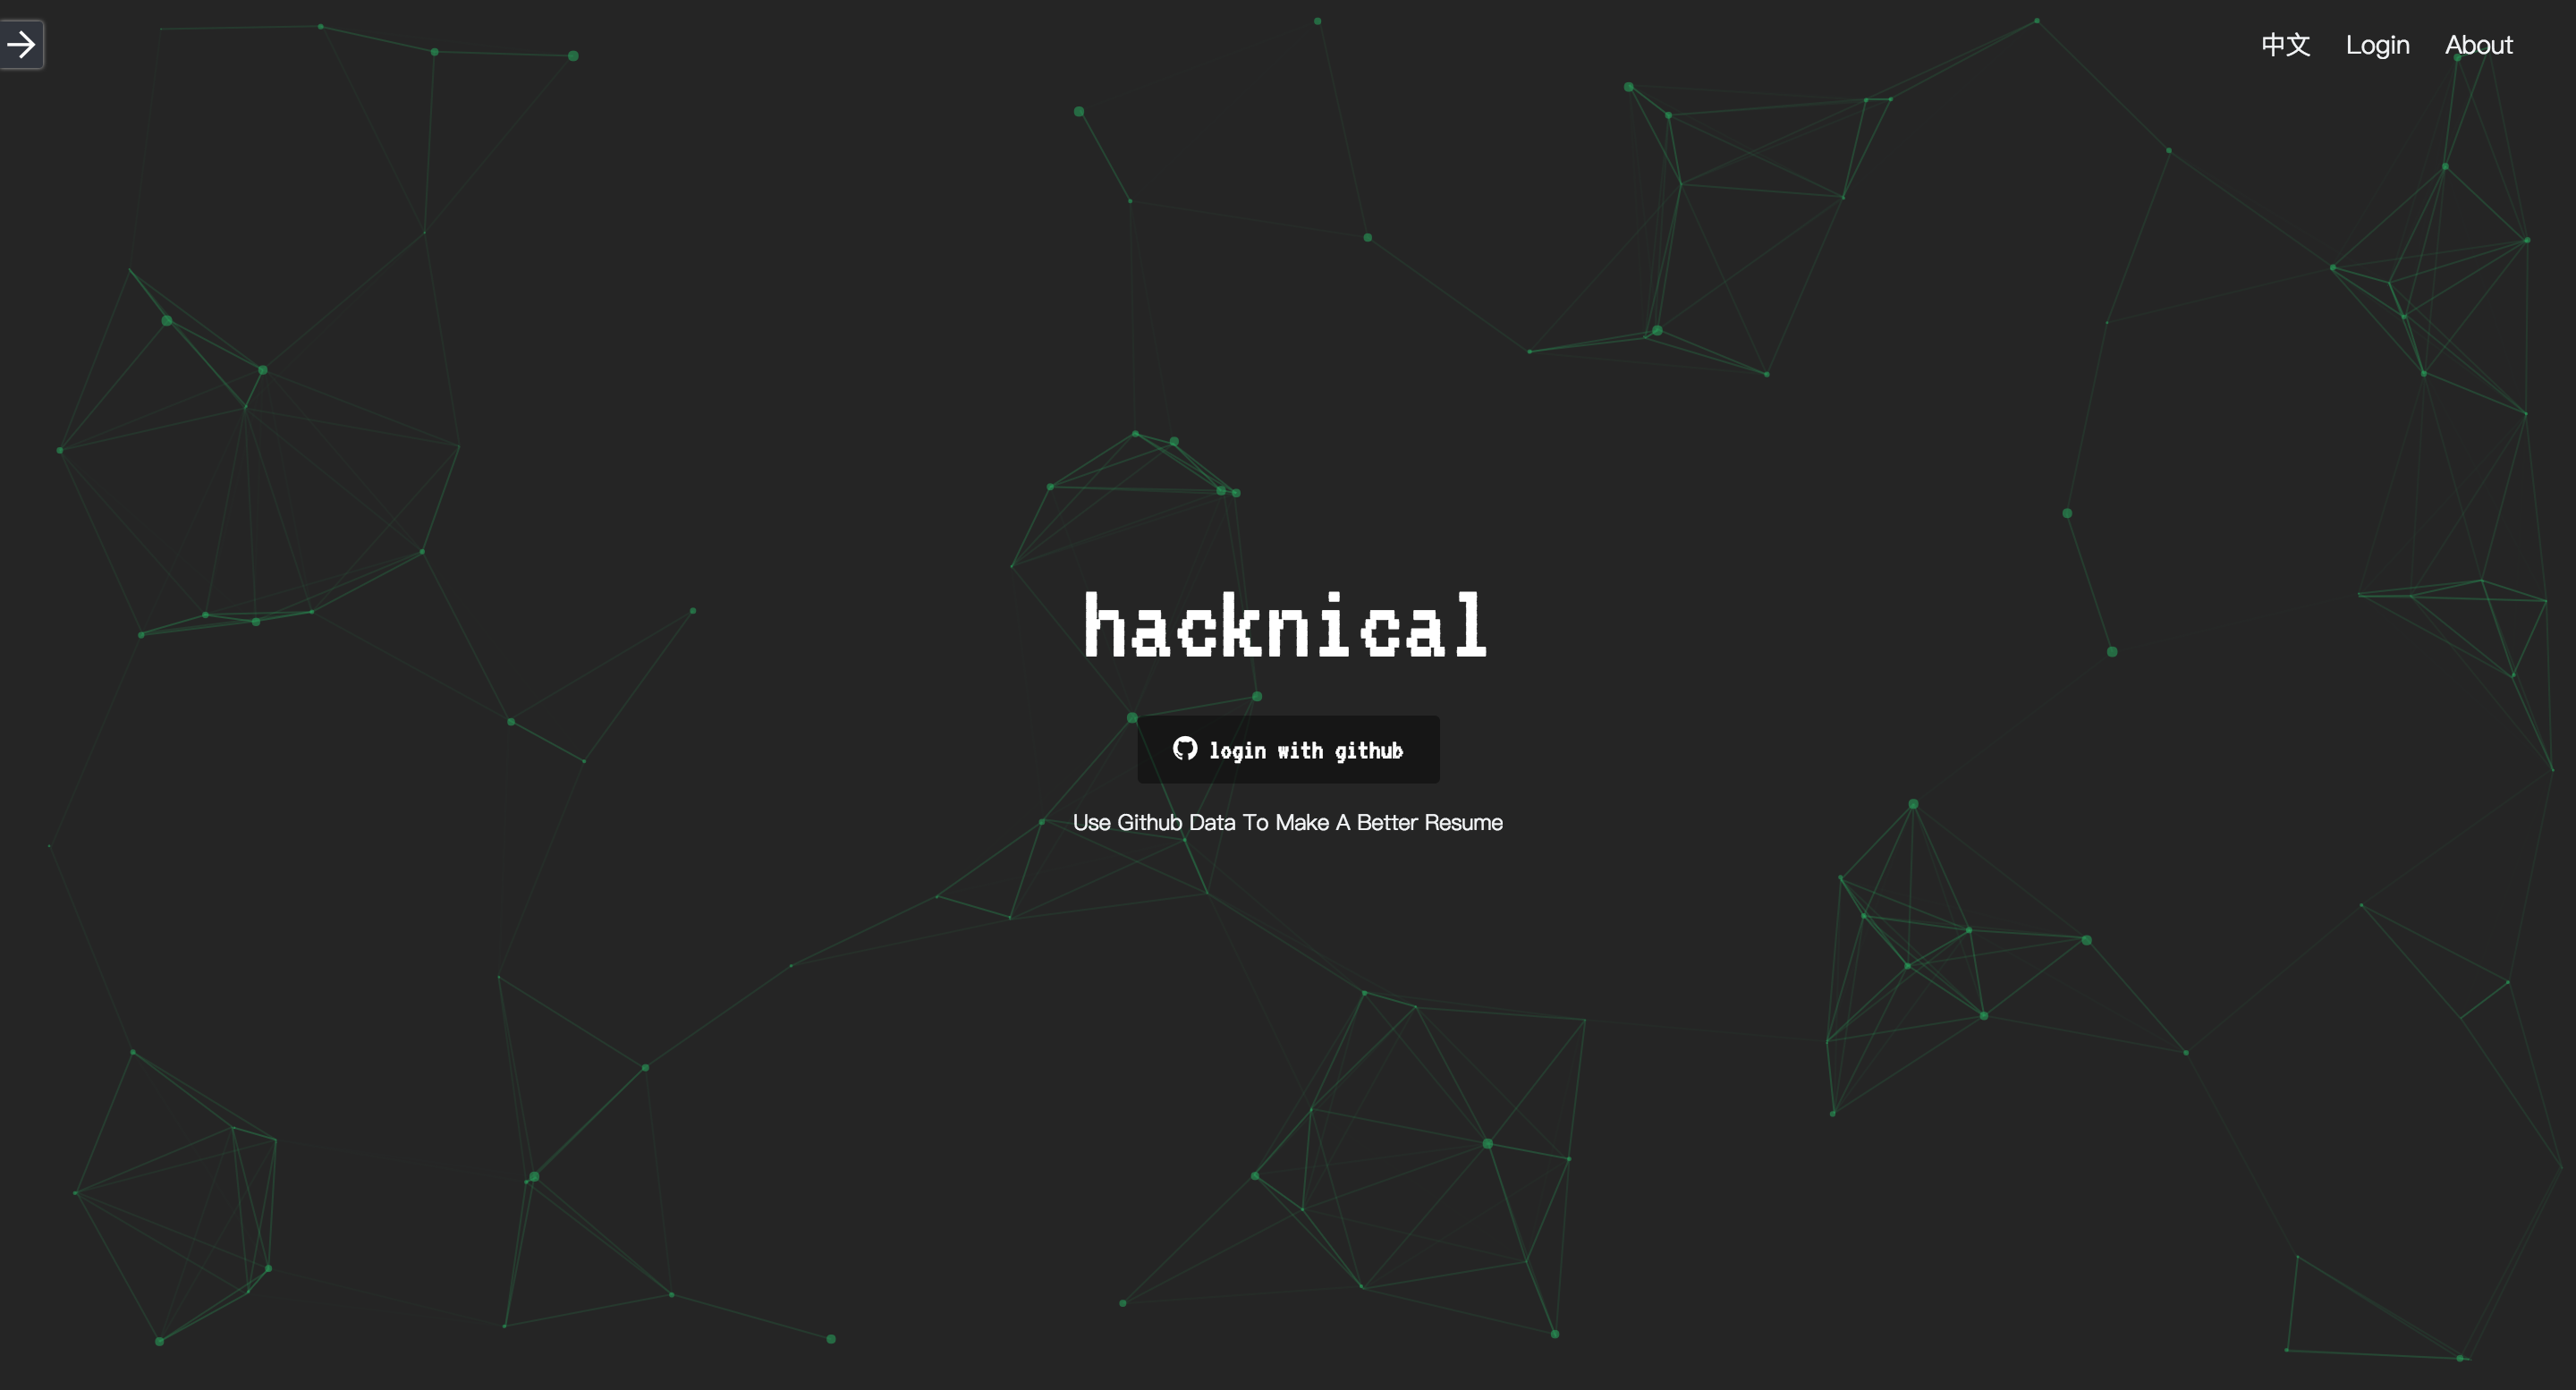 中文 Login About
hacknical
login with github
Use Github Data To Make A Better Resume